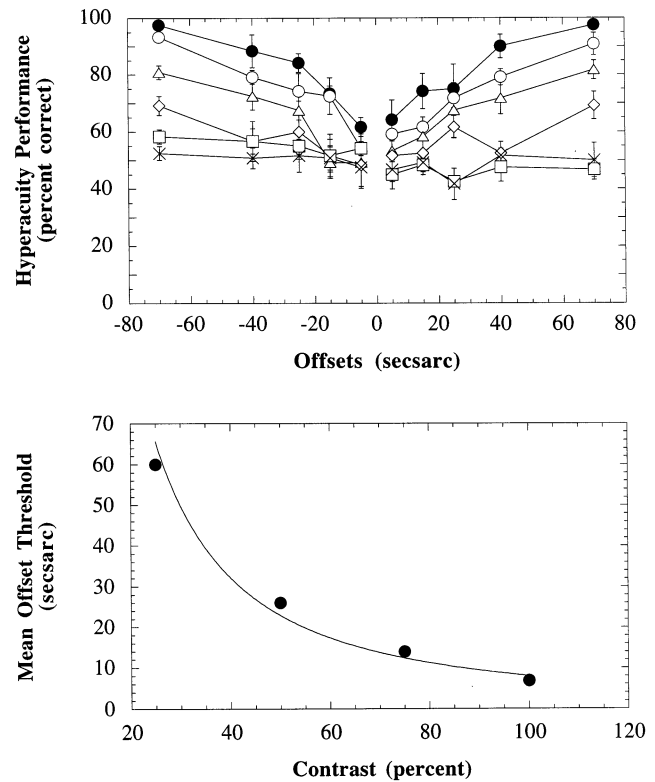 Hyperacuity Performance
(percent correct)
100
80
60
40
20
0
-80 -60 -40 -20 0 20 40 60 80
Offsets (secsarc)
Mean Offset Threshold
(secsarc)
70
60
50
40
30
20
10
0
20 40 60 80 100 120
Contrast (percent)